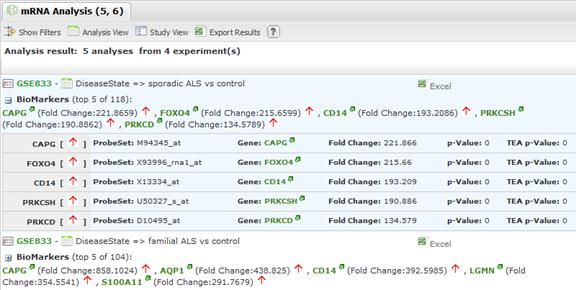 mRNA Analysis (5, 6)
Show Filters Analysis View Study View Export Results ?
Analysis result: 5 analyses from 4 experiment(s)
GSE833 - DiseaseState => sporadic ALS vs control Excel
BioMarkers (top 5 of 118):
CAPG (Fold Change:221.8659) , FOXO4 (Fold Change:215.6599) , CD14 (Fold Change:193.2086) , PRKCSH
(Fold Change:190.8862) , PRKCD (Fold Change:134.5789)
CAPG [ ↑ ] ProbeSet: M94345_at Gene: CAPG Fold Change: 221.866 p-Value: 0 TEA p-Value: 0
FOXO4 [ ↑ ] ProbeSet: X93996_rna1_at Gene: FOXO4 Fold Change: 215.66 p-Value: 0 TEA p-Value: 0
CD14 [ ↑ ] ProbeSet: X13334_at Gene: CD14 Fold Change: 193.209 p-Value: 0 TEA p-Value: 0
PRKCSH [ ↑ ] ProbeSet: U50327_s_at Gene: PRKCSH Fold Change: 190.886 p-Value: 0 TEA p-Value: 0
PRKCD [ ↑ ] ProbeSet: D10495_at Gene: PRKCD Fold Change: 134.579 p-Value: 0 TEA p-Value: 0
GSE833 - DiseaseState => familial ALS vs control Excel
BioMarkers (top 5 of 104):
CAPG (Fold Change:858.1024) , AQP1 (Fold Change:438.825) , CD14 (Fold Change:392.5985) , LGMN (Fold
Change:354.5541) , S100A11 (Fold Change:291.7679)